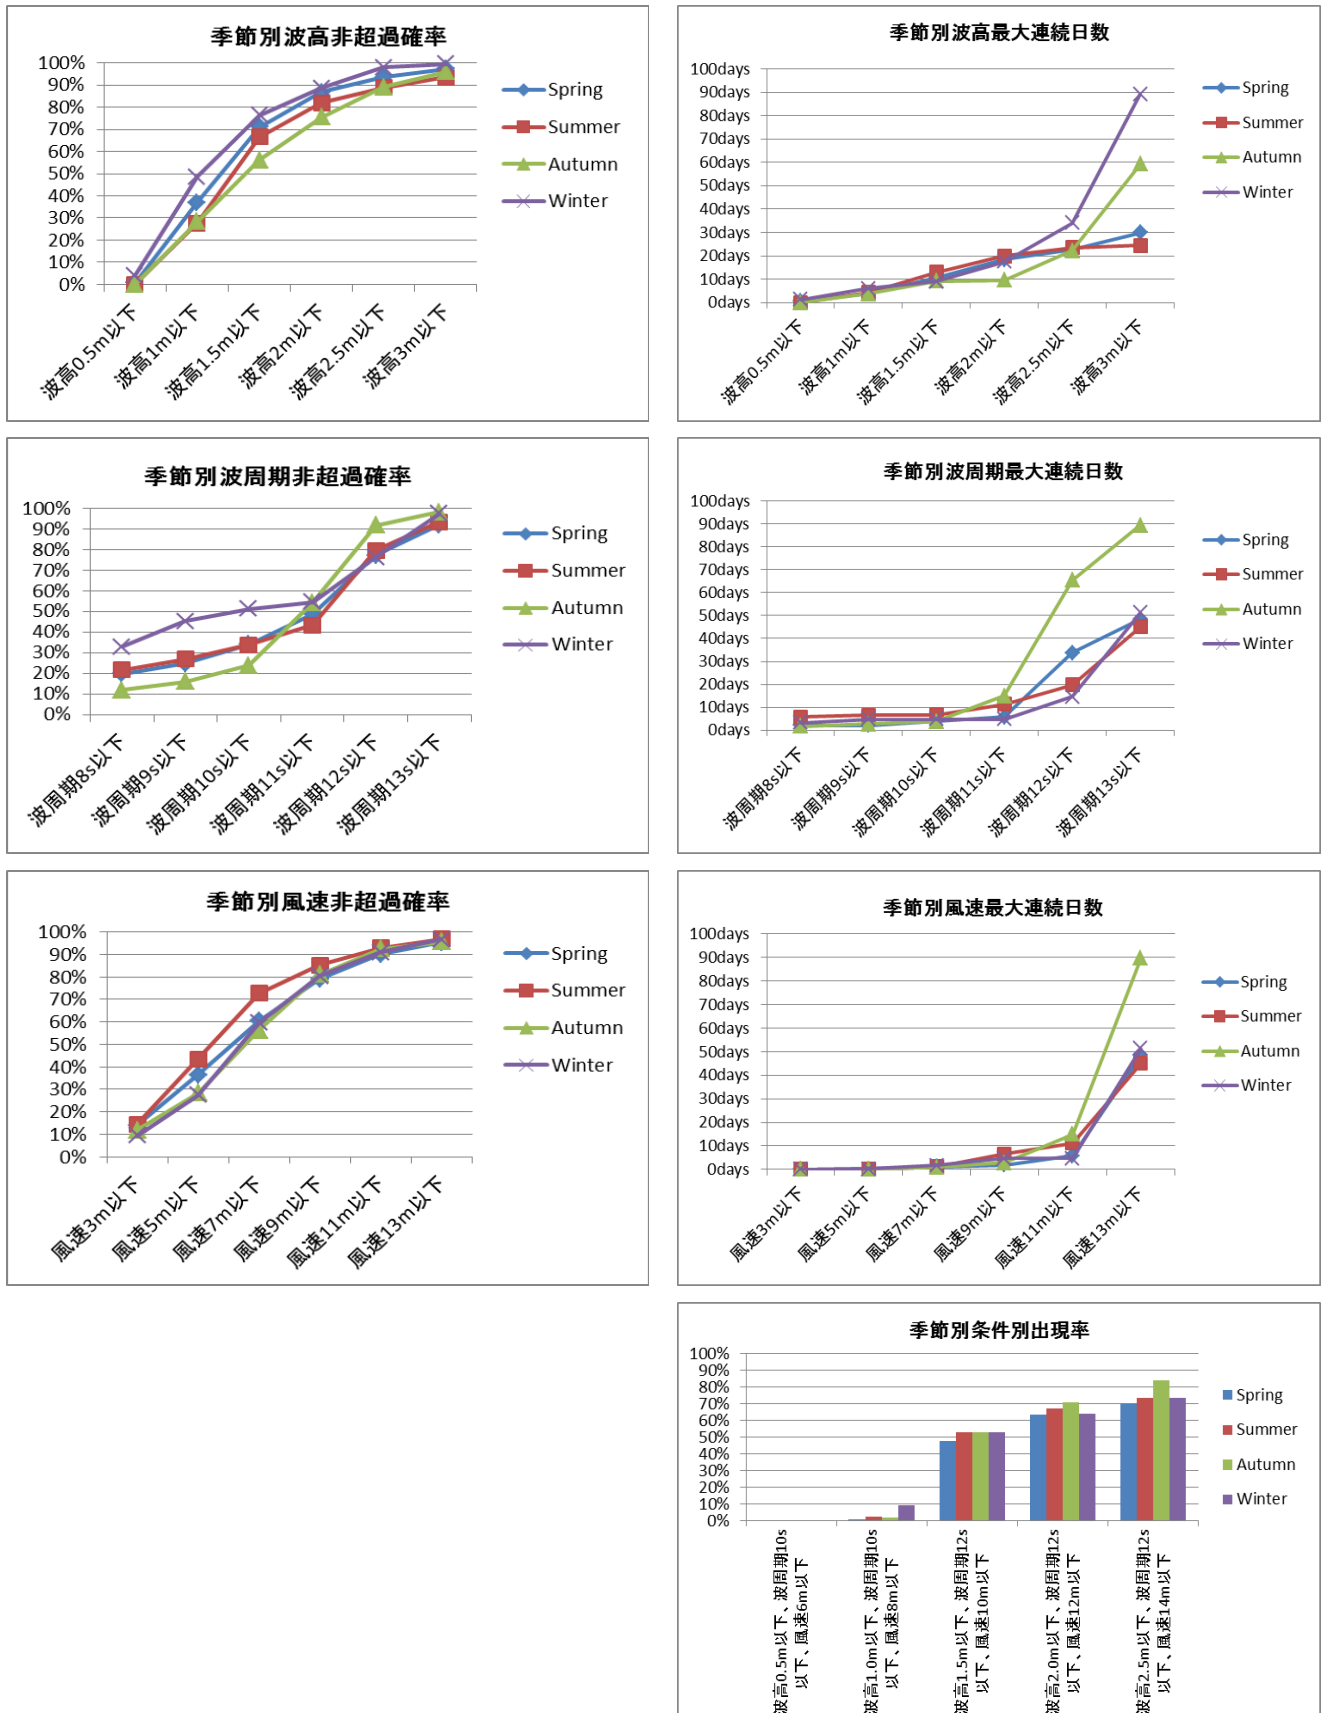 季節別波高非超過確率
100%
90%
80%
70%
60%
50%
40%
30%
20%
10%
0%
波高0.5m以下
波高1m以下
波高1.5m以下
波高2m以下
波高2.5m以下
波高3m以下
Spring
Summer
Autumn
Winter
季節別波高最大連続日数
100days
90days
80days
70days
60days
50days
40days
30days
20days
10days
0days
波高0.5m以下
波高1m以下
波高1.5m以下
波高2m以下
波高2.5m以下
波高3m以下
Spring
Summer
Autumn
Winter
季節別波周期非超過確率
100%
90%
80%
70%
60%
50%
40%
30%
20%
10%
0%
波周期8s以下
波周期9s以下
波周期10s以下
波周期11s以下
波周期12s以下
波周期13s以下
Spring
Summer
Autumn
Winter
季節別波周期最大連続日数
100days
90days
80days
70days
60days
50days
40days
30days
20days
10days
0days
波周期8s以下
波周期9s以下
波周期10s以下
波周期11s以下
波周期12s以下
波周期13s以下
Spring
Summer
Autumn
Winter
季節別風速非超過確率
100%
90%
80%
70%
60%
50%
40%
30%
20%
10%
0%
風速3m以下
風速5m以下
風速7m以下
風速9m以下
風速11m以下
風速13m以下
Spring
Summer
Autumn
Winter
季節別風速最大連続日数
100days
90days
80days
70days
60days
50days
40days
30days
20days
10days
0days
風速3m以下
風速5m以下
風速7m以下
風速9m以下
風速11m以下
風速13m以下
Spring
Summer
Autumn
Winter
季節別条件別出現率
100%
90%
80%
70%
60%
50%
40%
30%
20%
10%
0%
波高0.5m以下、波周期10s
以下、風速6m以下
波高1.0m以下、波周期10s
以下、風速8m以下
波高1.5m以下、波周期12s
以下、風速10m以下
波高2.0m以下、波周期12s
以下、風速12m以下
波高2.5m以下、波周期12s
以下、風速14m以下
Spring
Summer
Autumn
Winter